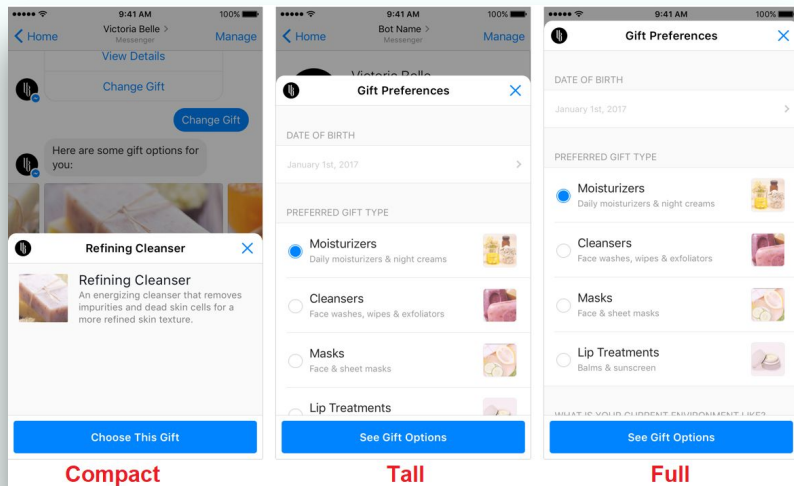 9:41 AM
100%
Home
Victoria Belle
Messenger
Manage
View Details
Change Gift
Change Gift
Here are some gift options for
you:
Refining Cleanser
Refining Cleanser
An energizing cleanser that removes
impurities and dead skin cells for a
more refined skin texture.
Choose This Gift
Compact
9:41 AM
100%
Home
Bot Name
Messenger
Manage
Victoria Belle
Gift Preferences
DATE OF BIRTH
January 1st, 2017
PREFERRED GIFT TYPE
Moisturizers
Daily moisturizers & night creams
Cleansers
Face washes, wipes & exfoliators
Masks
Face & sheet masks
Lip Treatments
See Gift Options
Tall
9:41 AM
100%
Gift Preferences
DATE OF BIRTH
January 1st, 2017
PREFERRED GIFT TYPE
Moisturizers
Daily moisturizers & night creams
Cleansers
Face washes, wipes & exfoliators
Masks
Face & sheet masks
Lip Treatments
Balms & sunscreen
WHAT IS YOUR CURRENT ENVIRONMENT LIKE?
See Gift Options
Full